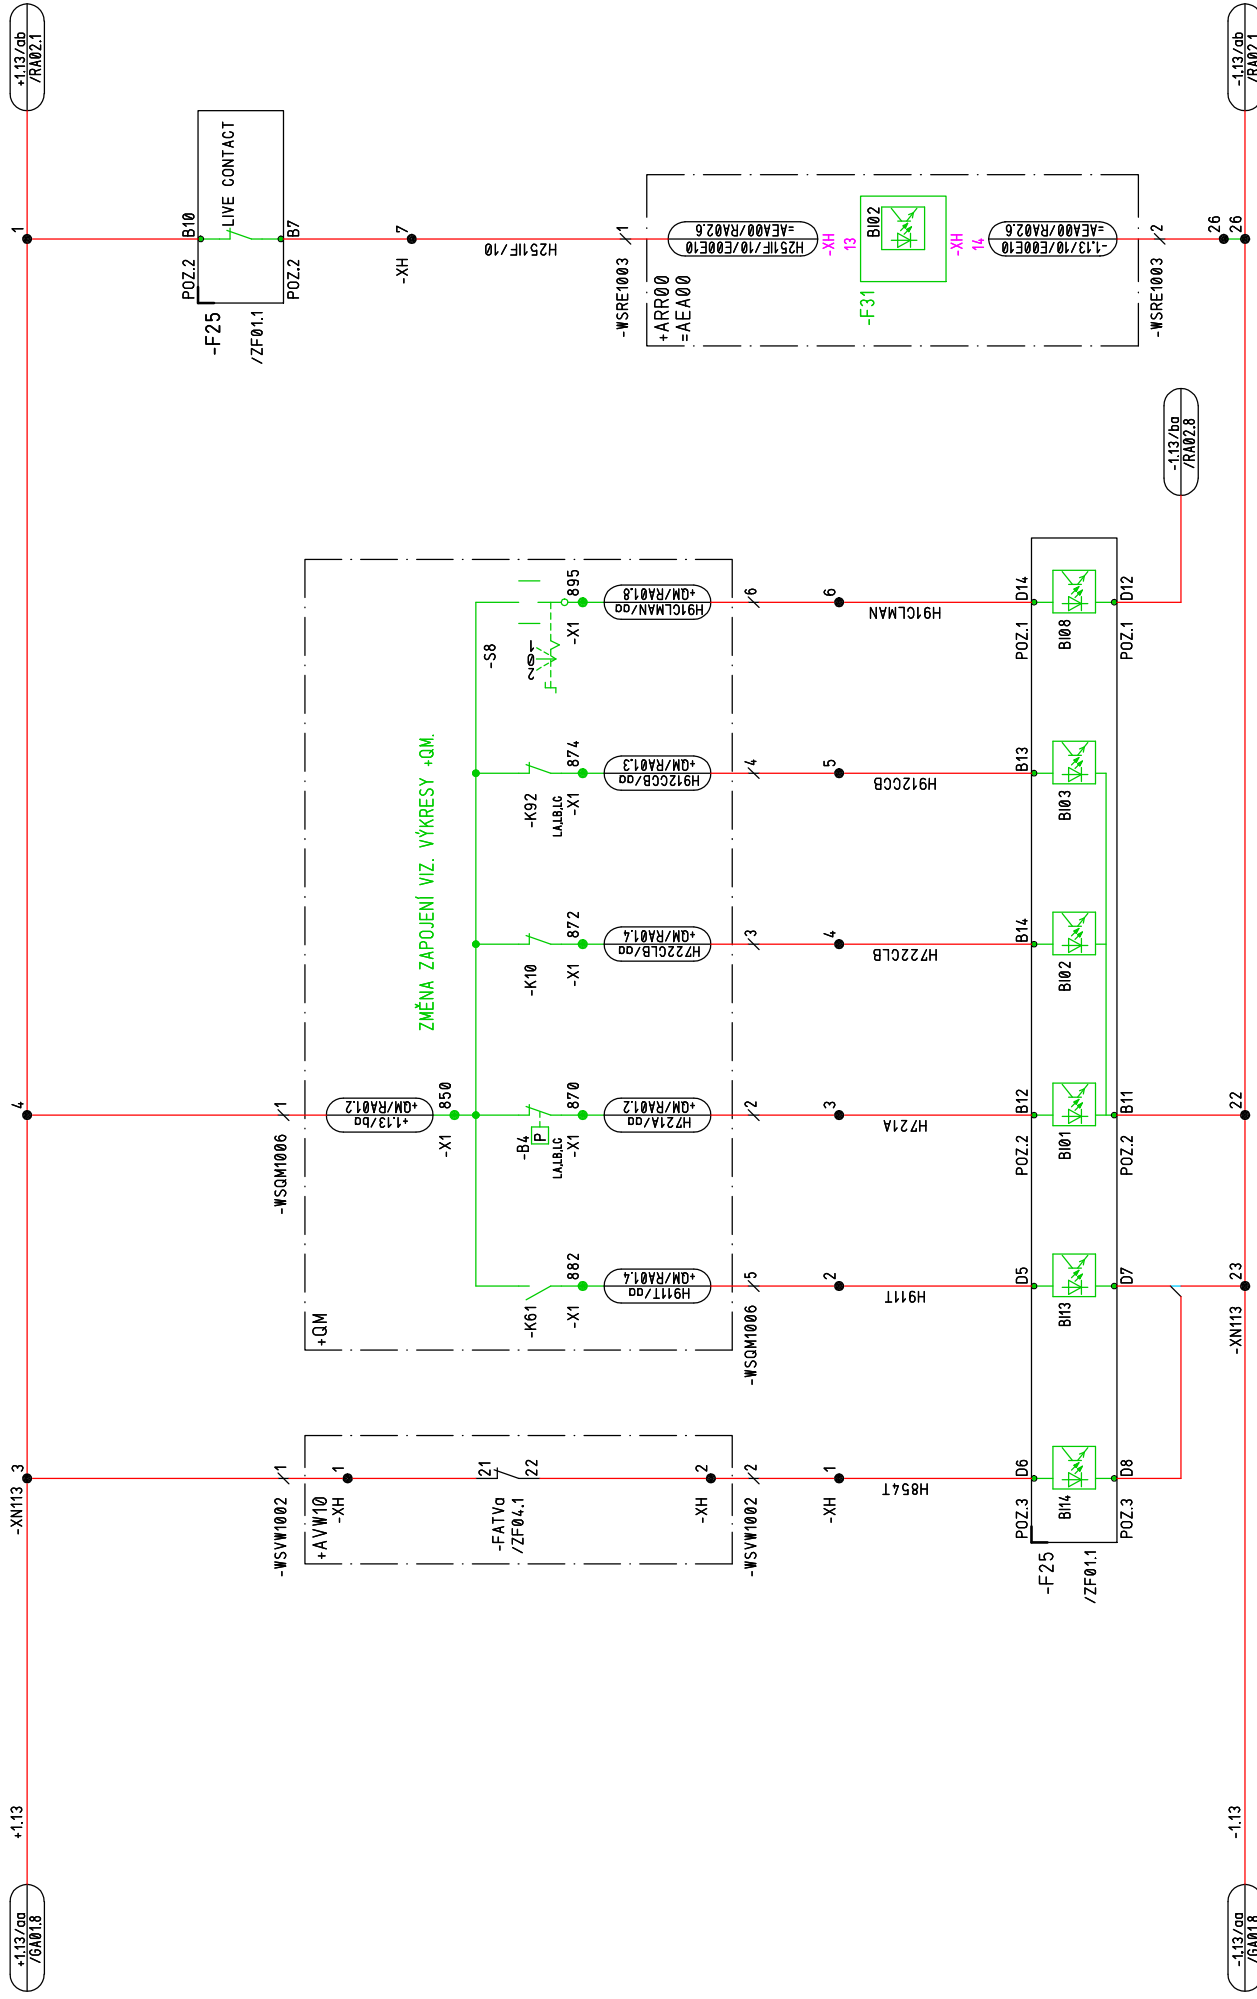 +1.13/aa
/GA01.8
+1.13
-XN113
3
4
1
+1.13/ab
/RA02.1
-WSVW1002
1
+AVW10
-XH
1
21
22
-FATVa
/ZF04.1
-XH
2
-WSVW1002
2
-XH
1
H854T
-WSQM1006
1
+QM
+1.13/ba
+QM/RA01.2
-X1
850
ZMĚNA ZAPOJENÍ VIZ. VÝKRESY +QM.
-K61
-X1
882
H911T/aa
+QM/RA01.4
-WSQM1006
5
2
H911T
-B4
P
LA,LB,LC
-X1
870
H721A/aa
+QM/RA01.2
2
3
H721A
-K10
-X1
872
H722CLB/aa
+QM/RA01.4
3
4
H722CLB
-K92
LA,LB,LC
-X1
874
H912CCB/aa
+QM/RA01.3
4
5
H912CCB
-S8
2
0
1
-X1
895
H91CLMAN/aa
+QM/RA01.8
6
6
H91CLMAN
-F25
/ZF01.1
POZ.3
D6
BI14
POZ.3
D8
D5
BI13
D7
POZ.2
B12
BI01
POZ.2
B11
B14
BI02
B13
BI03
POZ.1
D14
BI08
POZ.1
D12
-1.13/ba
/RA02.8
POZ.2
B10
LIVE CONTACT
-F25
/ZF01.1
POZ.2
B7
-XH
7
H251IF/10
-WSRE1003
1
+ARR00
=AEA00
H251IF/10/E00E10
=AEA00/RA02.6
-XH
13
-F31
BI02
-XH
14
-1.13/10/E00E10
=AEA00/RA02.6
-WSRE1003
2
26
26
-1.13/aa
/GA01.8
-1.13
-XN113
23
22
-1.13/ab
/RA02.1